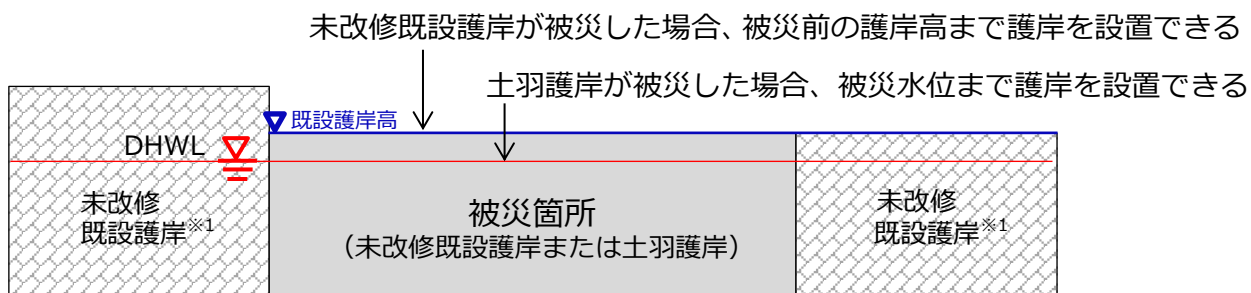 未改修既設護岸が被災した場合、被災前の護岸高まで護岸を設置できる
土羽護岸が被災した場合、被災水位まで護岸を設置できる
既設護岸高
DHWL
未改修
既設護岸※1
被災箇所
（未改修既設護岸または土羽護岸）
未改修
既設護岸※1